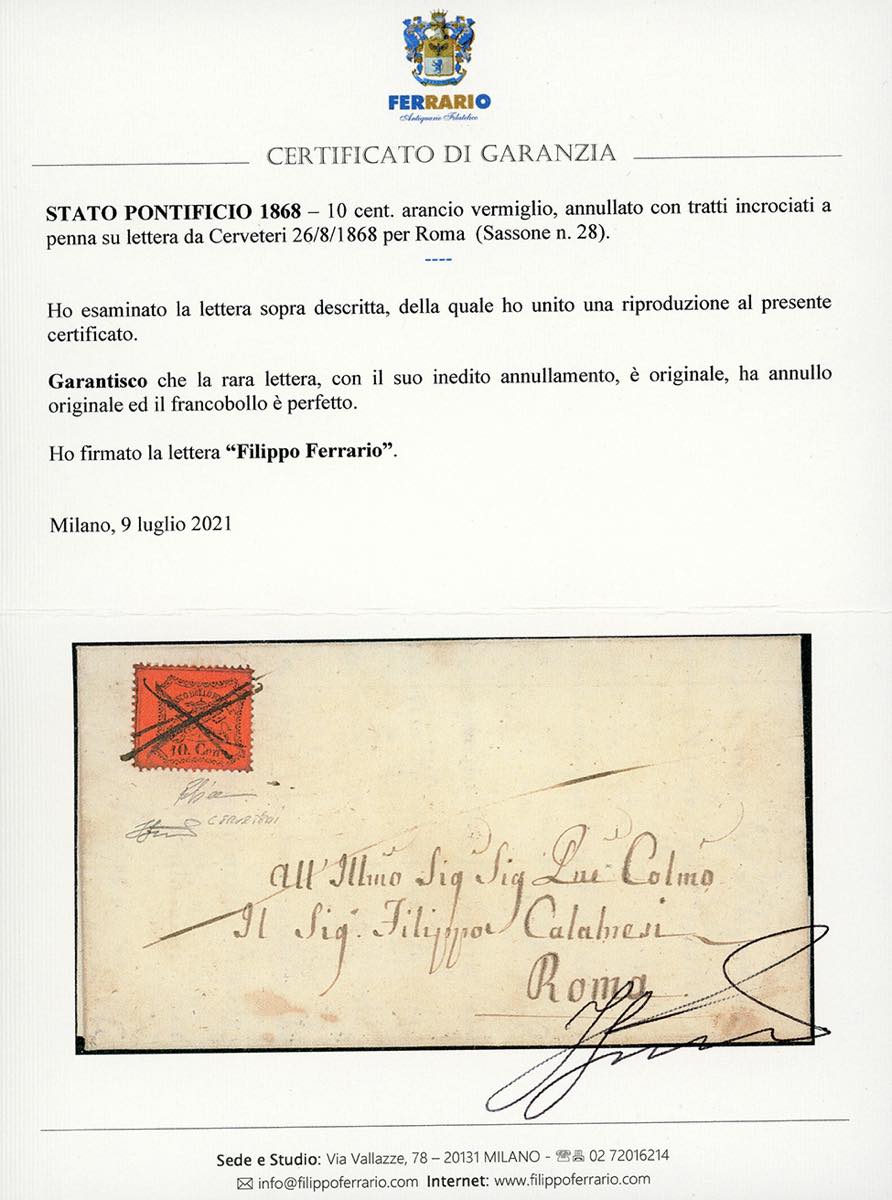 FERRARIO
Antiquario Filatelico
CERTIFICATO DI GARANZIA
STATO PONTIFICIO 1868 – 10 cent. arancio vermiglio, annullato con tratti incrociati a
penna su lettera da Cerveteri 26/8/1868 per Roma (Sassone n. 28).
----
Ho esaminato la lettera sopra descritta, della quale ho unito una riproduzione al presente
certificato.
Garantisco che la rara lettera, con il suo inedito annullamento, è originale, ha annullo
originale ed il francobollo è perfetto.
Ho firmato la lettera “Filippo Ferrario”.
Milano, 9 luglio 2021
10. Cen
CERVETERI
All' Illmo Sig Sig Colmo
Il Sig. Filippo Calabresi
Roma
Sede e Studio: Via Vallazze, 78 – 20131 MILANO - 02 72016214
info@filippoferrario.com Internet: www.filippoferrario.com